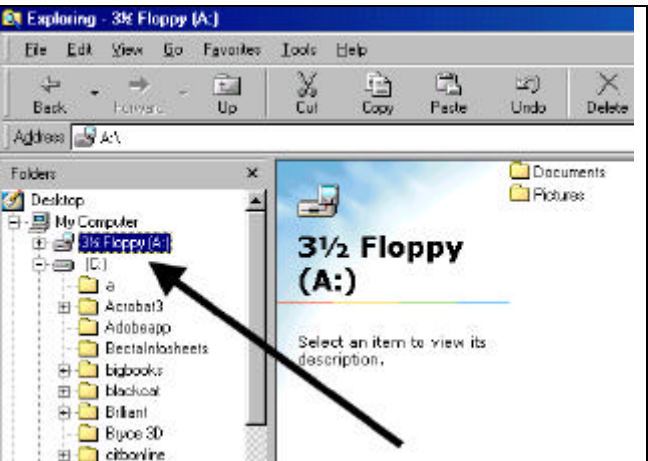 Exploring - 3½ Floppy (A:)
File Edit View Go Favorites Tools Help
Back Forward Up Cut Copy Paste Undo Delete
Address A:\
Folders
Desktop
My Computer
3½ Floppy (A:)
(C:)
a
Acrobat3
Adobeapp
BectaInfosheets
bigbooks
blackcat
Brilliant
Bryce 3D
citbonline
3½ Floppy
(A:)
Select an item to view its
description.
Documents
Pictures